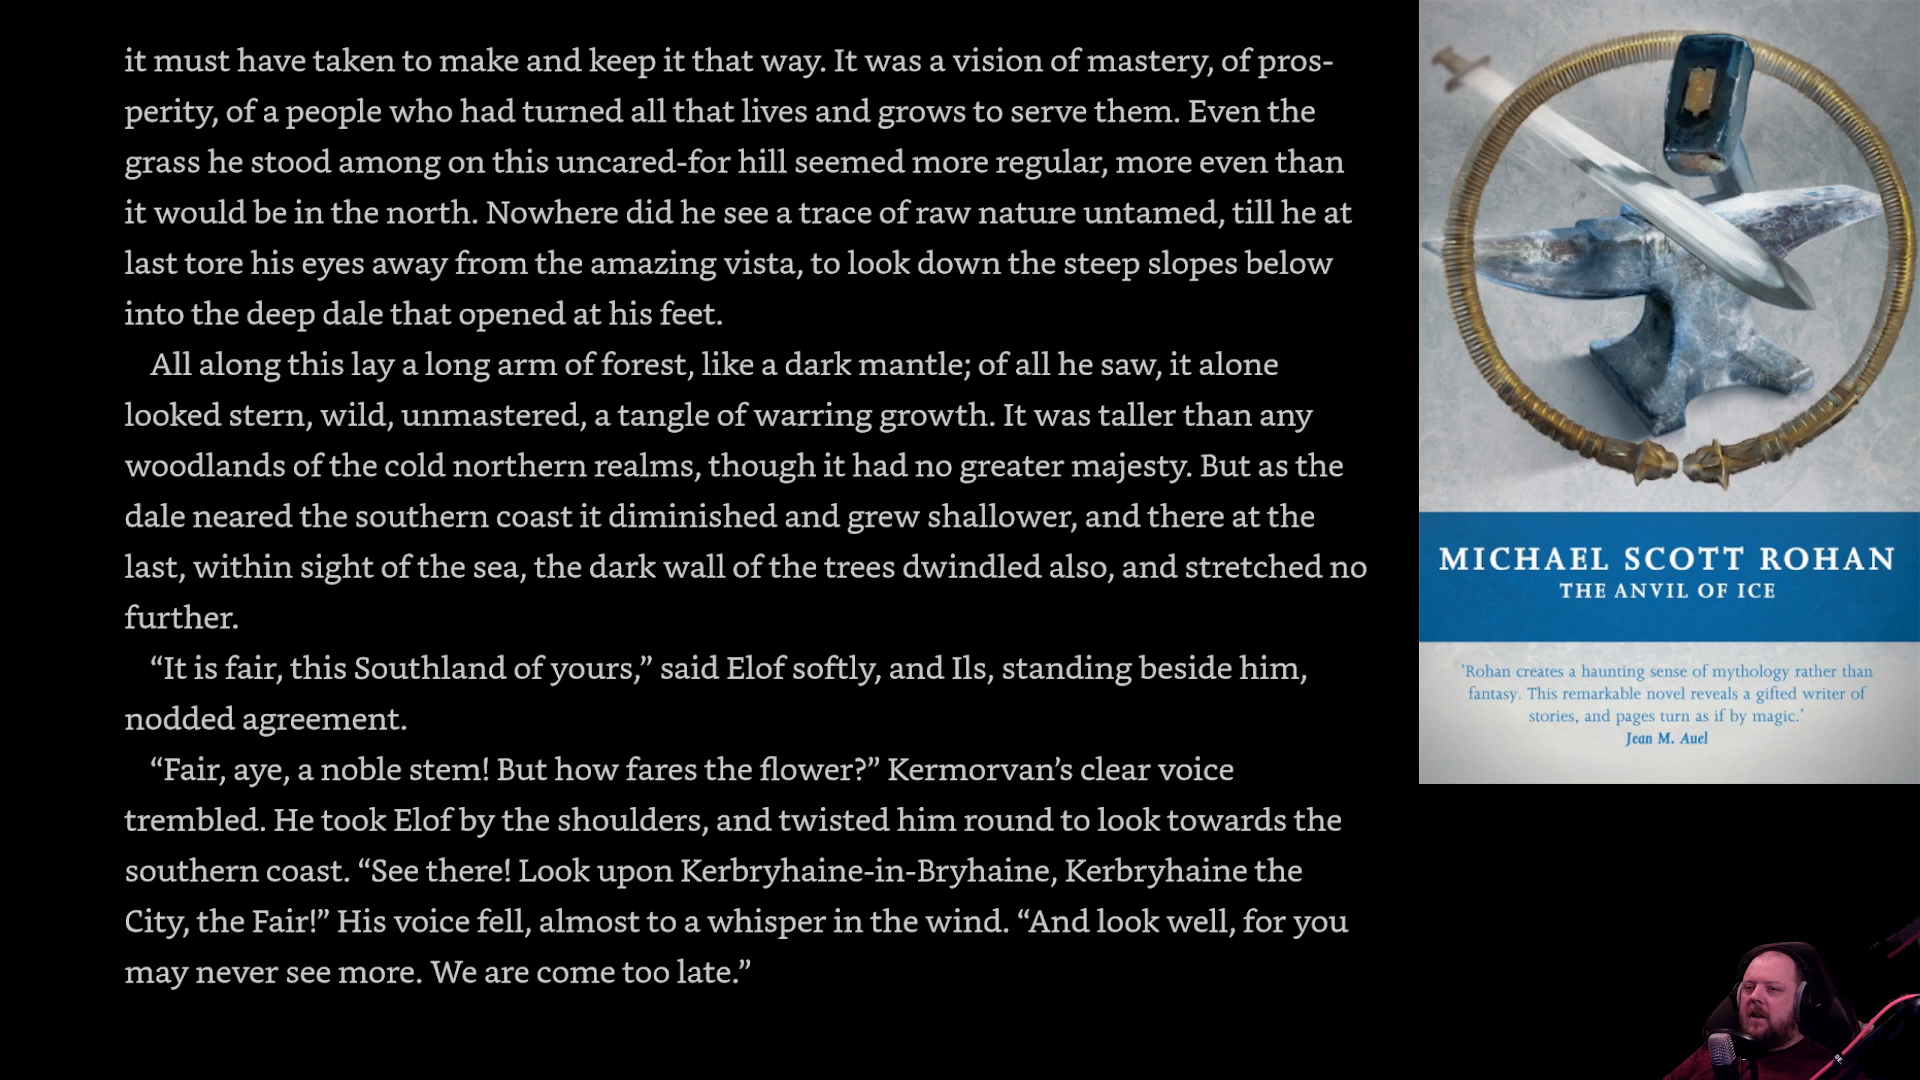 it must have taken to make and keep it that way. It was a vision of mastery, of pros-
perity, of a people who had turned all that lives and grows to serve them. Even the
grass he stood among on this uncared-for hill seemed more regular, more even than
it would be in the north. Nowhere did he see a trace of raw nature untamed, till he at
last tore his eyes away from the amazing vista, to look down the steep slopes below
into the deep dale that opened at his feet.
All along this lay a long arm of forest, like a dark mantle; of all he saw, it alone
looked stern, wild, unmastered, a tangle of warring growth. It was taller than any
woodlands of the cold northern realms, though it had no greater majesty. But as the
dale neared the southern coast it diminished and grew shallower, and there at the
last, within sight of the sea, the dark wall of the trees dwindled also, and stretched no
further.
“It is fair, this Southland of yours,” said Elof softly, and Ils, standing beside him,
nodded agreement.
“Fair, aye, a noble stem! But how fares the flower?” Kermorvan’s clear voice
trembled. He took Elof by the shoulders, and twisted him round to look towards the
southern coast. “See there! Look upon Kerbryhaine-in-Bryhaine, Kerbryhaine the
City, the Fair!” His voice fell, almost to a whisper in the wind. “And look well, for you
may never see more. We are come too late.”
MICHAEL SCOTT ROHAN
THE ANVIL OF ICE
‘Rohan creates a haunting sense of mythology rather than
fantasy. This remarkable novel reveals a gifted writer of
stories, and pages turn as if by magic.’
Jean M. Auel